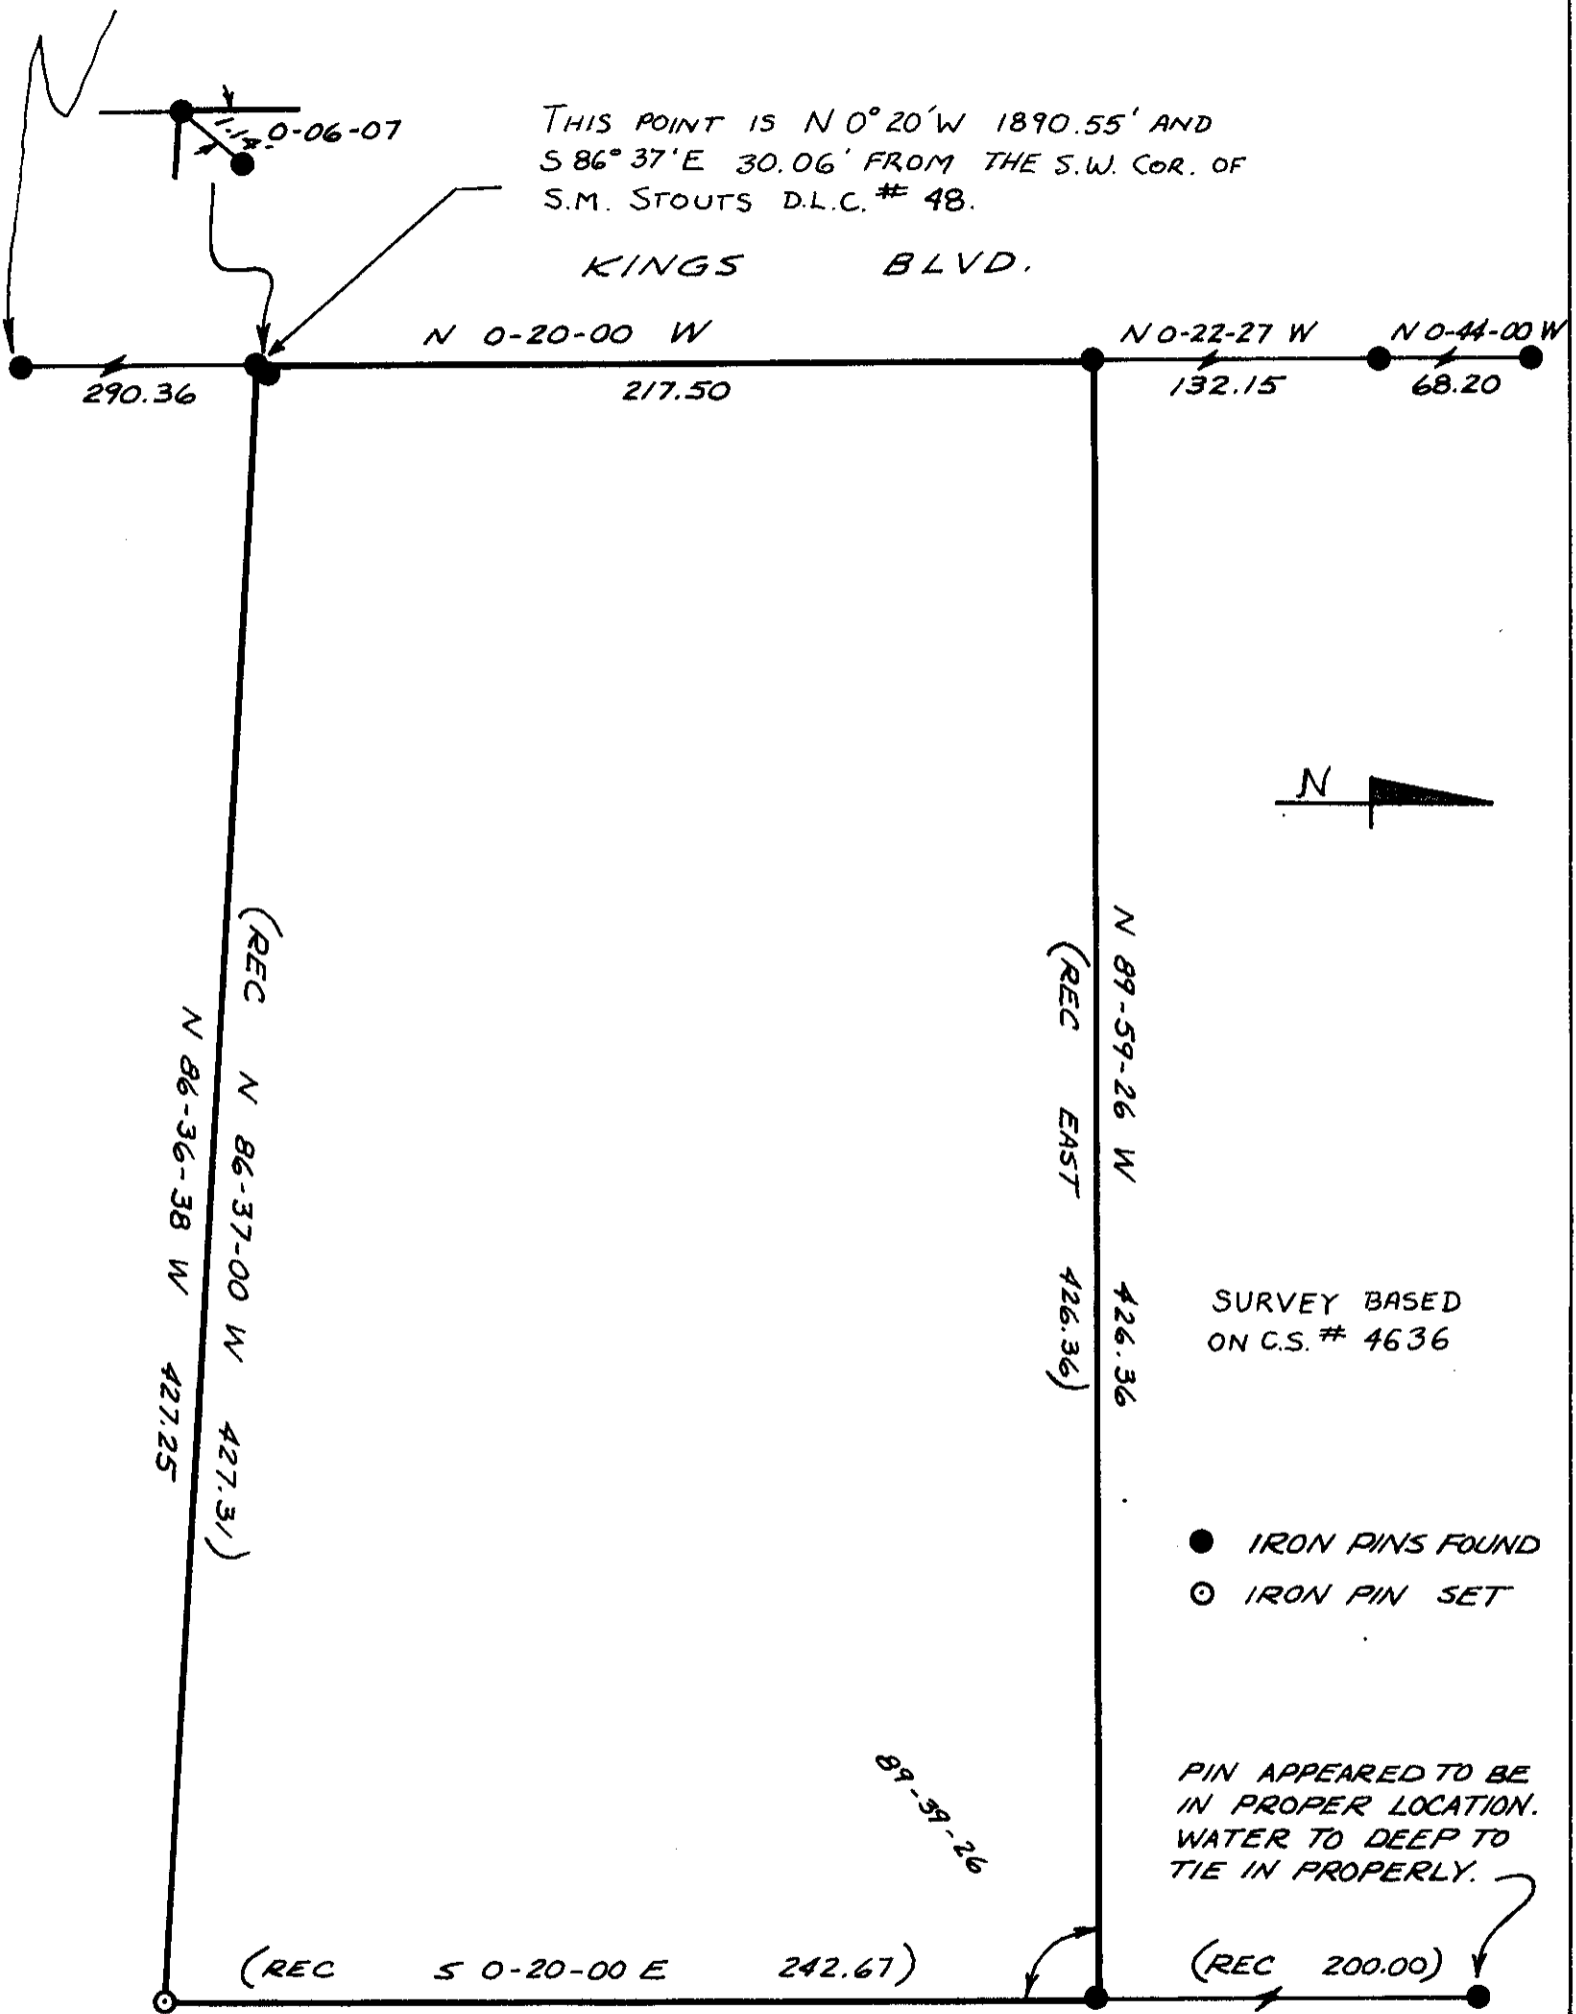 1.14' 0-06-07
THIS POINT IS N 0° 20' W 1890.55' AND
S 86° 37' E 30.06' FROM THE S.W. COR. OF
S.M. STOUTS D.L.C. # 48.
KINGS BLVD.
N 0-20-00 W
N 0-22-27 W
N 0-44-00 W
290.36
217.50
132.15
68.20
N
(REC N 86-37-00 W 427.31)
N 86-36-38 W 427.25
N 89-59-26 W 426.36
(REC EAST 426.36)
SURVEY BASED
ON C.S. # 4636
IRON PINS FOUND
IRON PIN SET
89-39-26
PIN APPEARED TO BE
IN PROPER LOCATION.
WATER TO DEEP TO
TIE IN PROPERLY.
(REC S 0-20-00 E 242.67)
(REC 200.00)